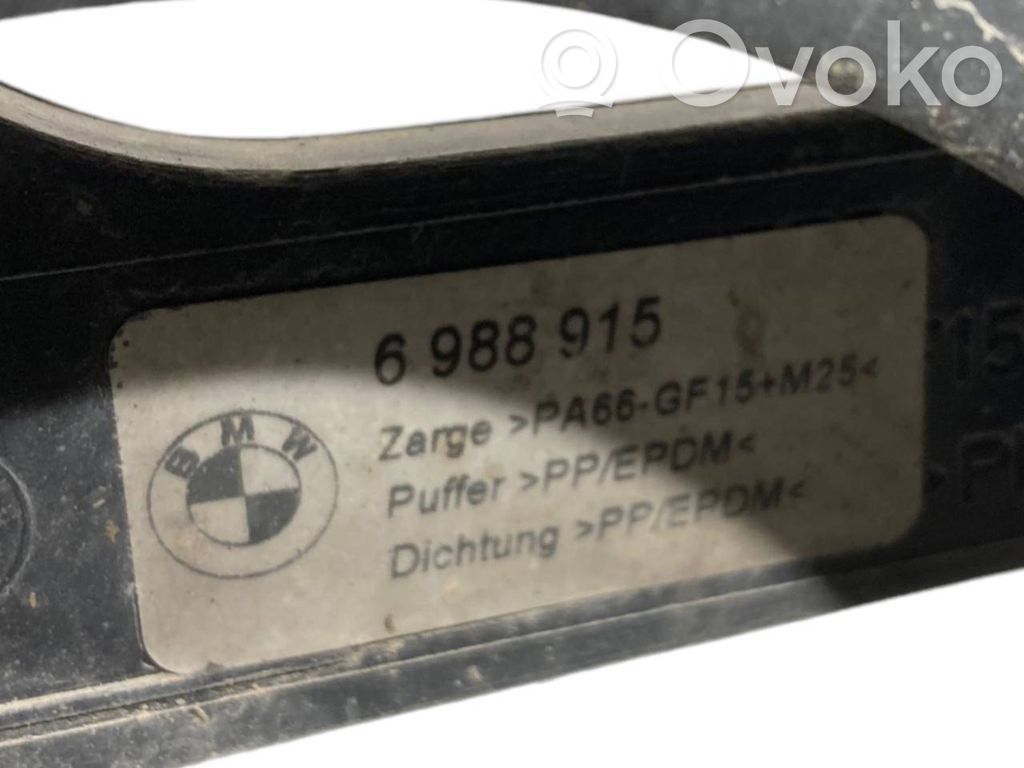 Ovoko
6 988 915
Zarge >PA66-GF15+M25<
Puffer >PP/EPDM<
Dichtung >PP/EPDM<
BMW